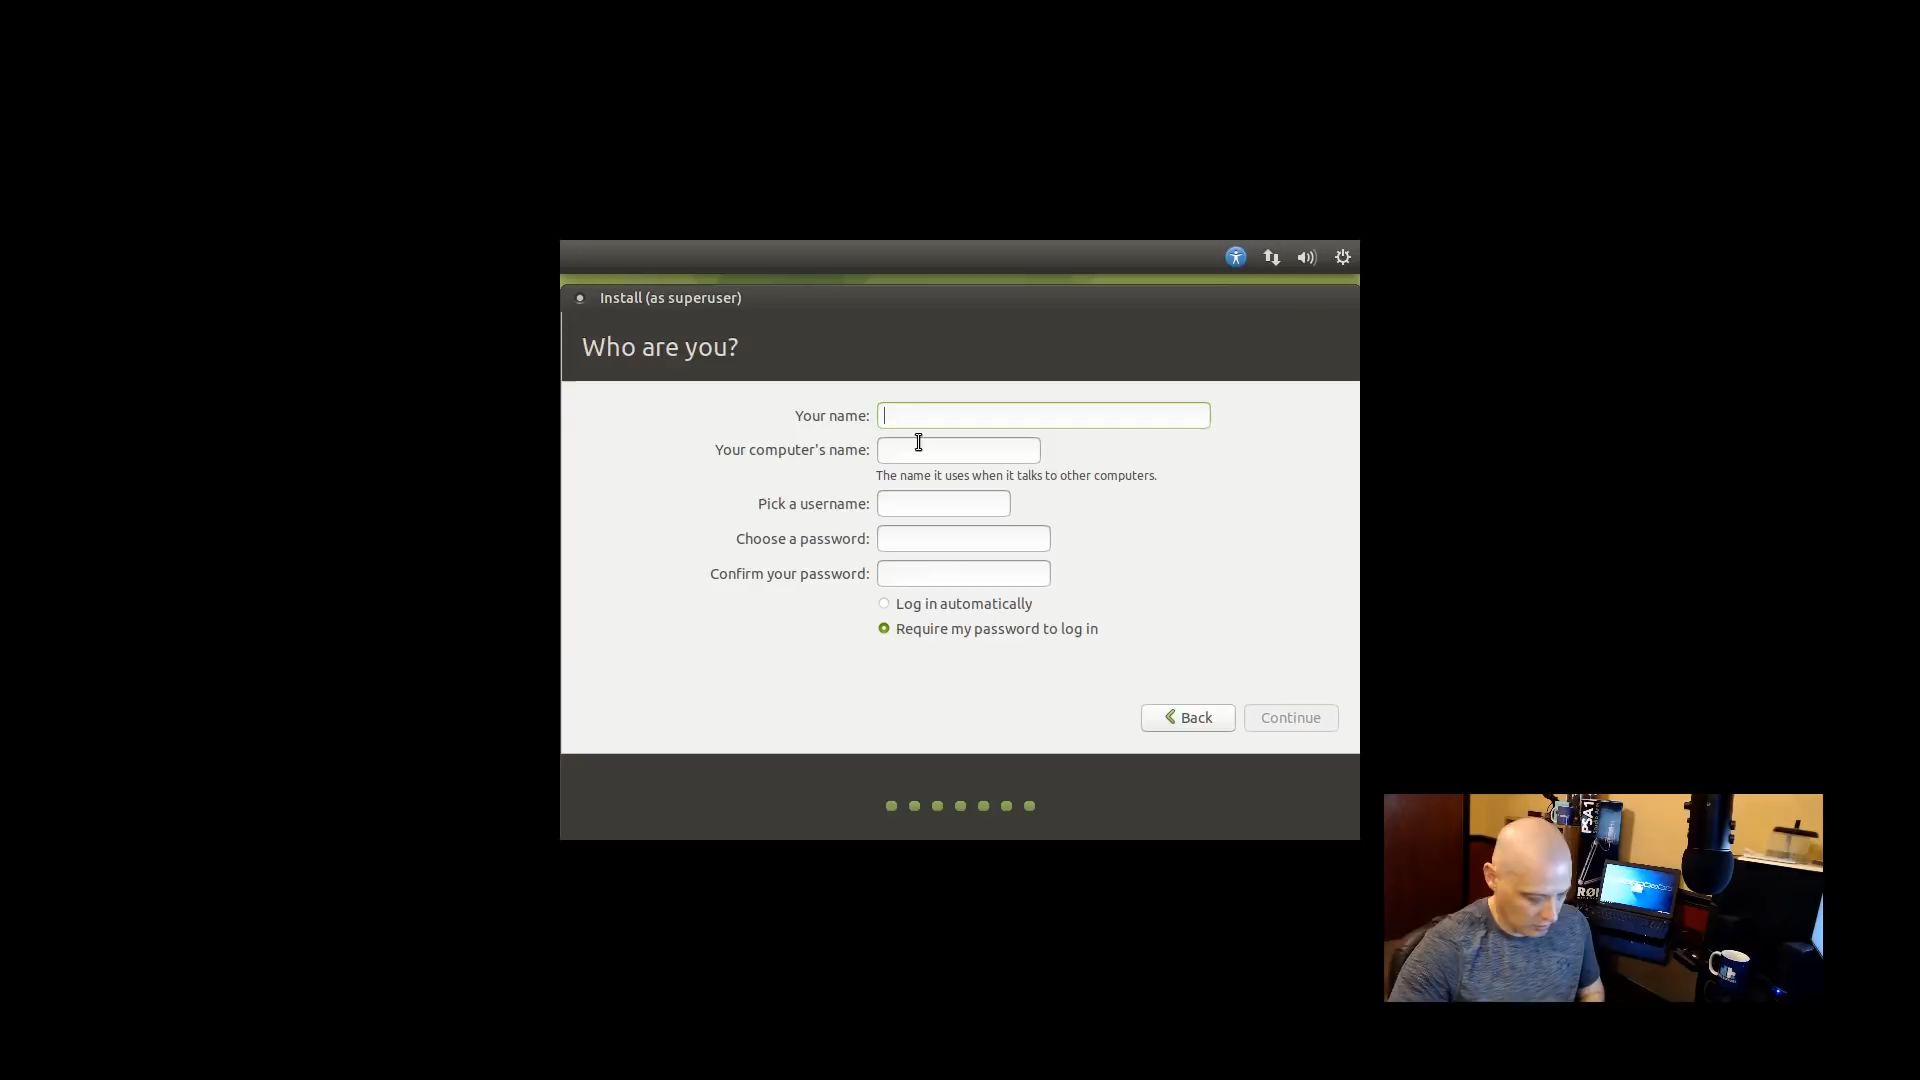 Install (as superuser)
Who are you?
Your name:
Your computer's name:
The name it uses when it talks to other computers.
Pick a username:
Choose a password:
Confirm your password:
Log in automatically
Require my password to log in
Back
Continue
PSA1
RØ